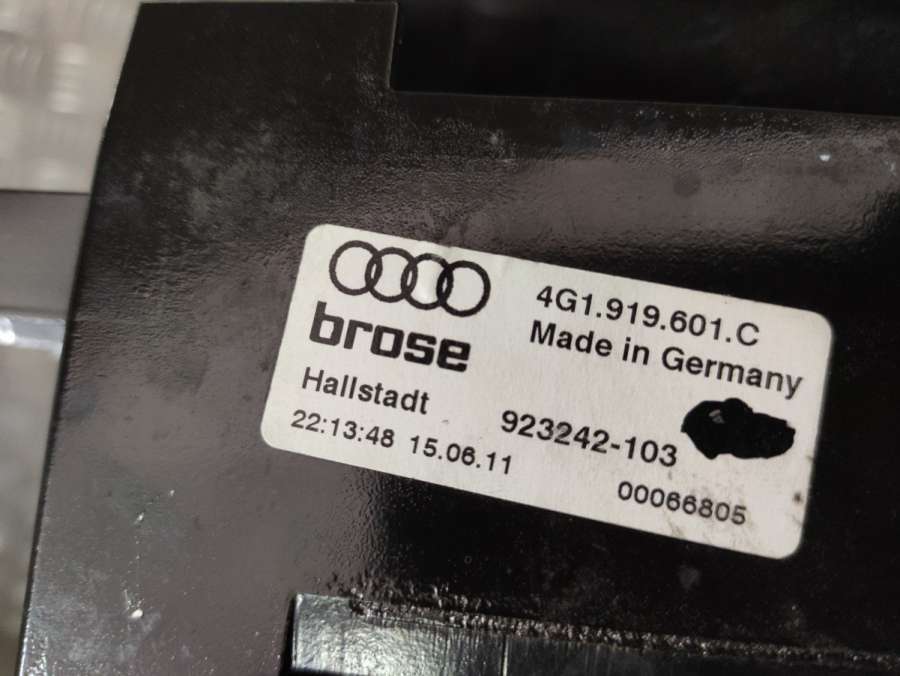 brose
Hallstadt
22:13:48 15.06.11
4G1.919.601.C
Made in Germany
923242-103
00066805